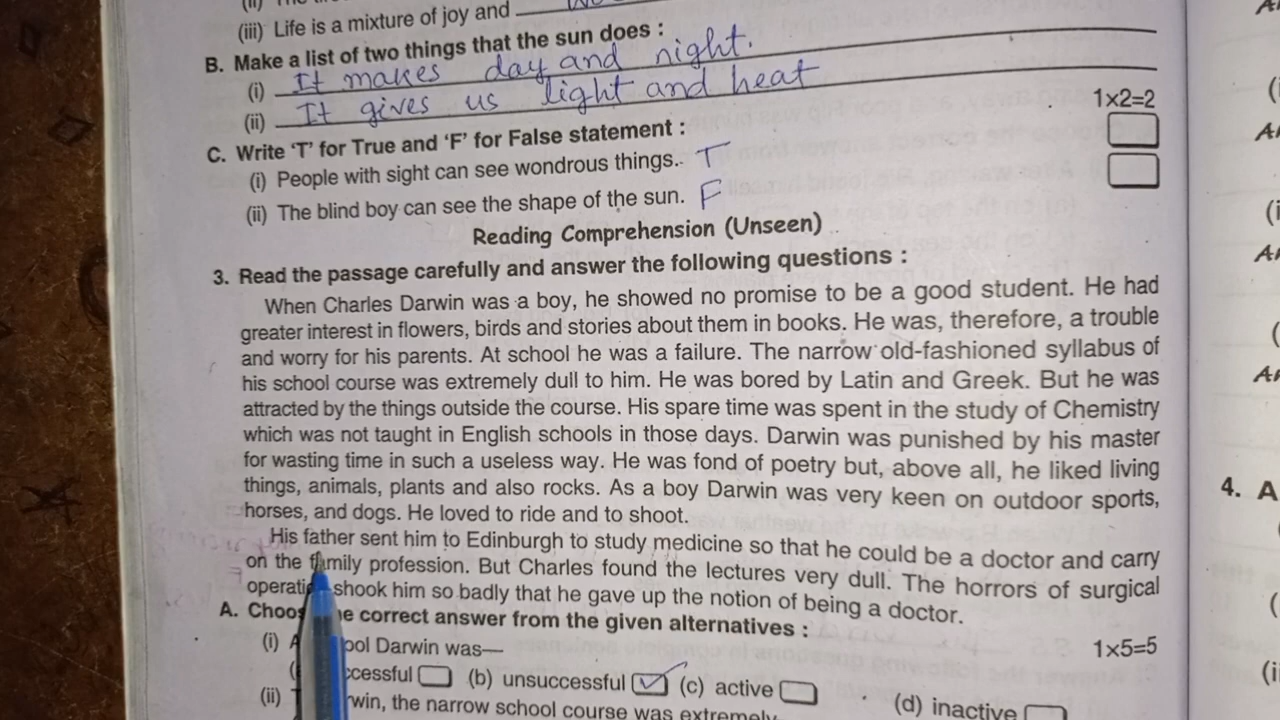 (iii) Life is a mixture of joy and
B. Make a list of two things that the sun does :
(i) It makes day and night.
(ii) It gives us light and heat
1×2=2
C. Write ‘T’ for True and ‘F’ for False statement :
(i) People with sight can see wondrous things.. T
(ii) The blind boy can see the shape of the sun. F
Reading Comprehension (Unseen)
3. Read the passage carefully and answer the following questions :
When Charles Darwin was a boy, he showed no promise to be a good student. He had
greater interest in flowers, birds and stories about them in books. He was, therefore, a trouble
and worry for his parents. At school he was a failure. The narrow old-fashioned syllabus of
his school course was extremely dull to him. He was bored by Latin and Greek. But he was
attracted by the things outside the course. His spare time was spent in the study of Chemistry
which was not taught in English schools in those days. Darwin was punished by his master
for wasting time in such a useless way. He was fond of poetry but, above all, he liked living
things, animals, plants and also rocks. As a boy Darwin was very keen on outdoor sports,
horses, and dogs. He loved to ride and to shoot.
His father sent him to Edinburgh to study medicine so that he could be a doctor and carry
on the family profession. But Charles found the lectures very dull. The horrors of surgical
shook him so badly that he gave up the notion of being a doctor.
A. correct answer from the given alternatives :
1×5=5
(i) Darwin was—
(b) unsuccessful (c) active (d) inactive
(ii) the narrow school course was extremely
4. A